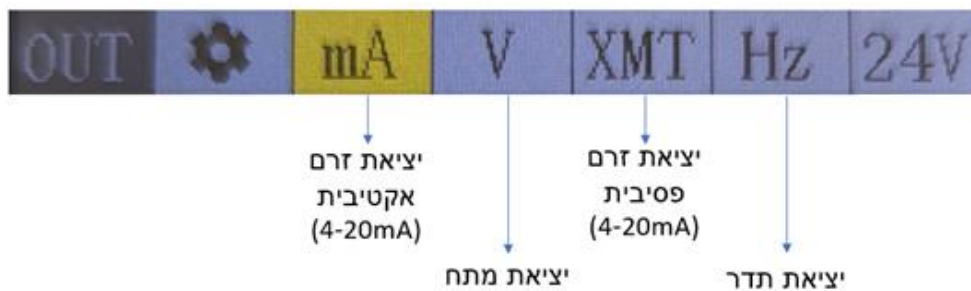 OUT mA V XMT Hz 24V
יציאת זרם
אקטיבית
(4-20mA)
יציאת זרם
פסיבית
(4-20mA)
יציאת מתח
יציאת תדר